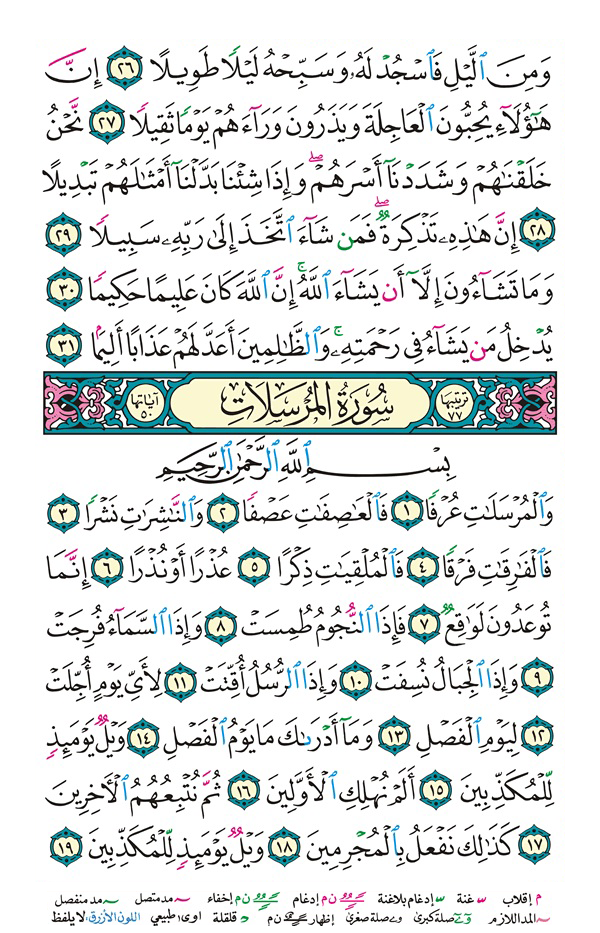 وَمِنَ ٱلَّيۡلِ فَٱسۡجُدۡ لَهُۥ وَسَبِّحۡهُ لَيۡلٗا طَوِيلًا ٢٦ إِنَّ
هَٰٓؤُلَآءِ يُحِبُّونَ ٱلۡعَاجِلَةَ وَيَذَرُونَ وَرَآءَهُمۡ يَوۡمٗا ثَقِيلٗا ٢٧ نَّحۡنُ
خَلَقۡنَٰهُمۡ وَشَدَدۡنَآ أَسۡرَهُمۡۖ وَإِذَا شِئۡنَا بَدَّلۡنَآ أَمۡثَٰلَهُمۡ تَبۡدِيلًا
٢٨ إِنَّ هَٰذِهِۦ تَذۡكِرَةٞۖ فَمَن شَآءَ ٱتَّخَذَ إِلَىٰ رَبِّهِۦ سَبِيلٗا ٢٩
وَمَا تَشَآءُونَ إِلَّآ أَن يَشَآءَ ٱللَّهُۚ إِنَّ ٱللَّهَ كَانَ عَلِيمًا حَكِيمٗا ٣٠
يُدۡخِلُ مَن يَشَآءُ فِي رَحۡمَتِهِۦۚ وَٱلظَّٰلِمِينَ أَعَدَّ لَهُمۡ عَذَابًا أَلِيمَۢا ٣١
ترتيبها ٧٧ سُورَةُ المُرۡسَلَاتِ آياتها ٥٠
بِسۡمِ ٱللَّهِ ٱلرَّحۡمَٰنِ ٱلرَّحِيمِ
وَٱلۡمُرۡسَلَٰتِ عُرۡفٗا ١ فَٱلۡعَٰصِفَٰتِ عَصۡفٗا ٢ وَٱلنَّٰشِرَٰتِ نَشۡرٗا ٣
فَٱلۡفَٰرِقَٰتِ فَرۡقٗا ٤ فَٱلۡمُلۡقِيَٰتِ ذِكۡرًا ٥ عُذۡرًا أَوۡ نُذۡرًا ٦ إِنَّمَا
تُوعَدُونَ لَوَٰقِعٞ ٧ فَإِذَا ٱلنُّجُومُ طُمِسَتۡ ٨ وَإِذَا ٱلسَّمَآءُ فُرِجَتۡ
٩ وَإِذَا ٱلۡجِبَالُ نُسِفَتۡ ١٠ وَإِذَا ٱلرُّسُلُ أُقِّتَتۡ ١١ لِأَيِّ يَوۡمٍ أُجِّلَتۡ
١٢ لِيَوۡمِ ٱلۡفَصۡلِ ١٣ وَمَآ أَدۡرَىٰكَ مَا يَوۡمُ ٱلۡفَصۡلِ ١٤ وَيۡلٞ يَوۡمَئِذٖ
لِّلۡمُكَذِّبِينَ ١٥ أَلَمۡ نُهۡلِكِ ٱلۡأَوَّلِينَ ١٦ ثُمَّ نُتۡبِعُهُمُ ٱلۡأٓخِرِينَ
١٧ كَذَٰلِكَ نَفۡعَلُ بِٱلۡمُجۡرِمِينَ ١٨ وَيۡلٞ يَوۡمَئِذٖ لِّلۡمُكَذِّبِينَ ١٩
م إقلاب غنة إدغام بلاغنة ن م إدغام ن م إخفاء مد متصل مد منفصل
المد اللازم صلة كبرى صلة صغرى إظهار ن م قلقلة اوى طبيعي اللون الأزرق: لا يلفظ